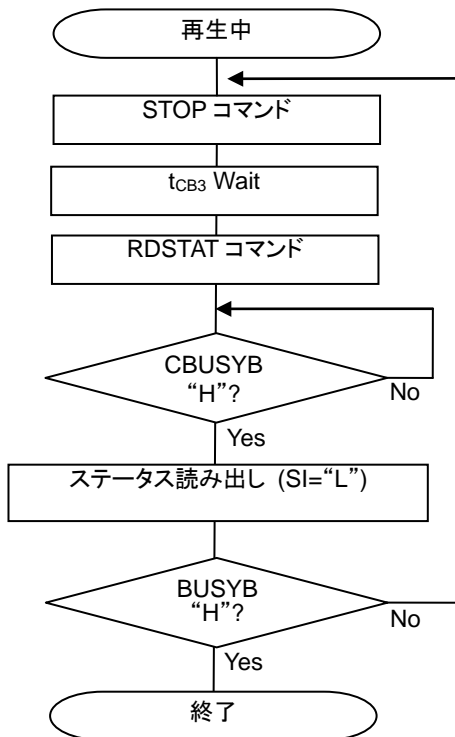 再生中
STOP コマンド
tCB3 Wait
RDSTAT コマンド
CBUSYB
“H”?
No
Yes
ステータス読み出し (SI=“L”)
BUSYB
“H”?
No
Yes
終了